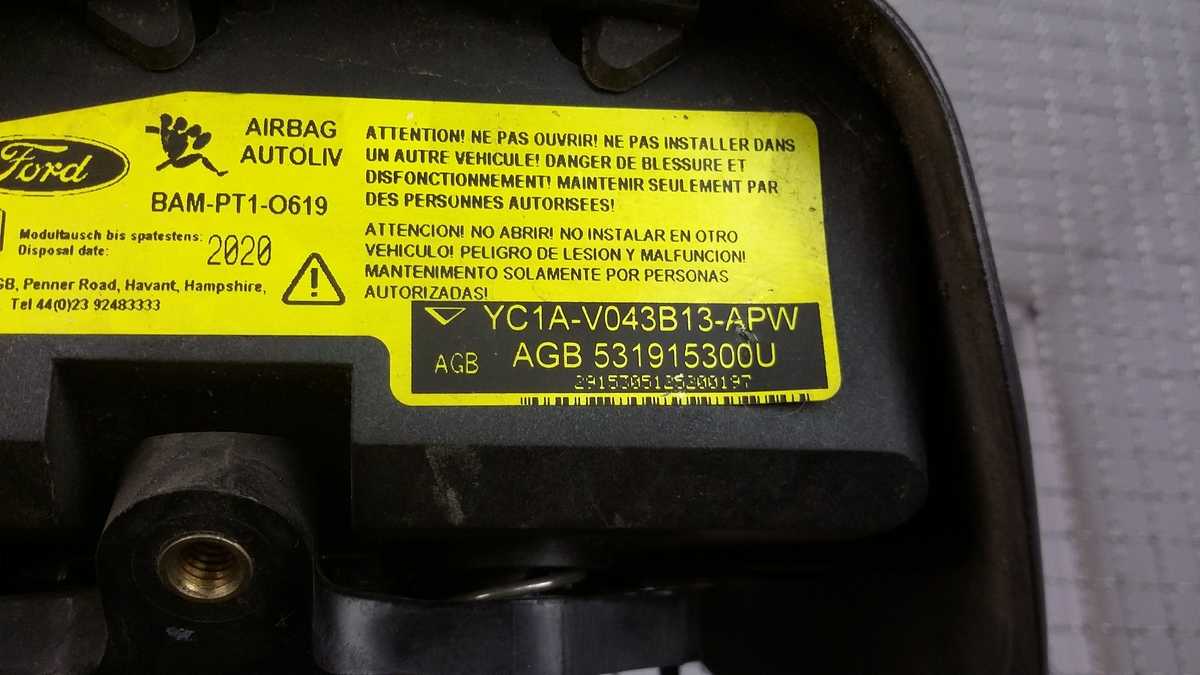 Ford
AIRBAG
AUTOLIV
BAM-PT1-O619
Modultausch bis spatestens:
Disposal date:
2020
GB, Penner Road, Havant, Hampshire,
Tel 44(0)23 92483333
ATTENTION! NE PAS OUVRIR! NE PAS INSTALLER DANS
UN AUTRE VEHICULE! DANGER DE BLESSURE ET
DISFONCTIONNEMENT! MAINTENIR SEULEMENT PAR
DES PERSONNES AUTORISEES!
ATTENCION! NO ABRIR! NO INSTALAR EN OTRO
VEHICULO! PELIGRO DE LESION Y MALFUNCION!
MANTENIMENTO SOLAMENTE POR PERSONAS
AUTORIZADAS!
YC1A-V043B13-APW
AGB AGB 531915300U